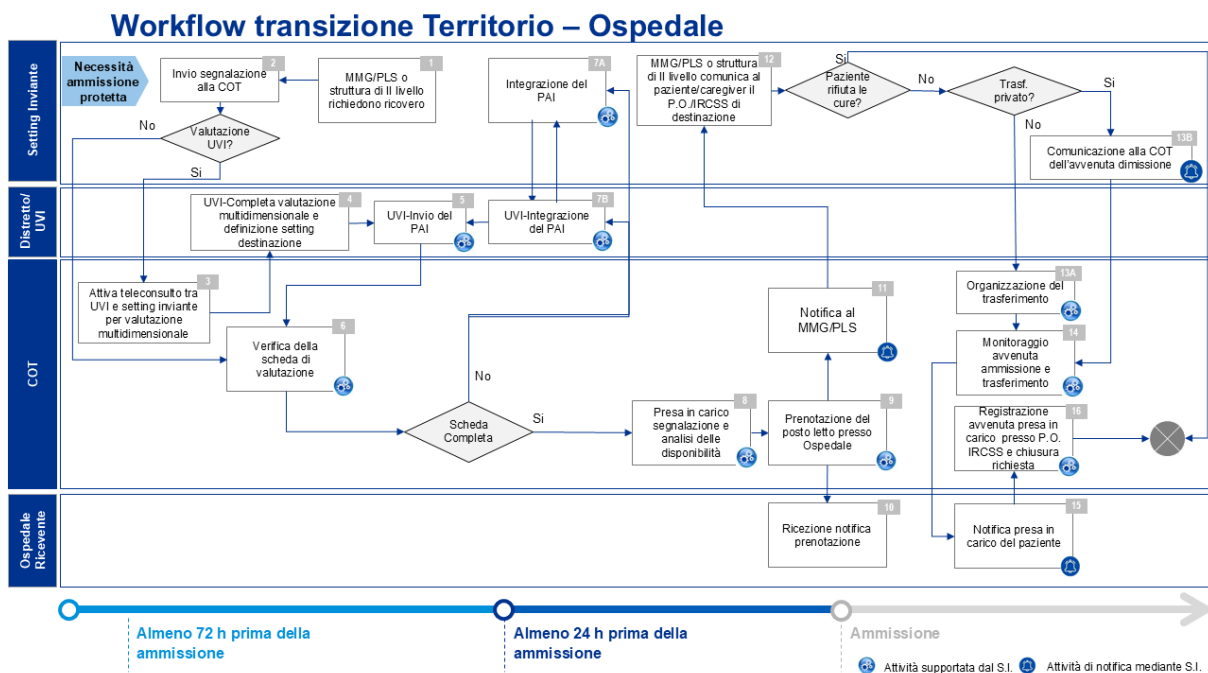 Workflow transizione Territorio – Ospedale
Setting Inviante
Necessità
ammissione
protetta
2
Invio segnalazione
alla COT
1
MMG/PLS o
struttura di II livello
richiedono ricovero
No
Valutazione
UVI?
Si
7A
Integrazione del
PAI
12
MMG/PLS o struttura
di II livello comunica al
paziente/caregiver il
P.O./IRCSS di
destinazione
Si
Paziente
rifiuta le
cure?
No
Trasf.
privato?
Si
No
13B
Comunicazione alla COT
dell'avvenuta dimissione
Distretto/
UVI
4
UVI-Completa valutazione
multidimensionale e
definizione setting
destinazione
5
UVI-Invio del
PAI
7B
UVI-Integrazione
del PAI
COT
3
Attiva teleconsulto tra
UVI e setting inviante
per valutazione
multidimensionale
6
Verifica della
scheda di
valutazione
No
Scheda
Completa
Si
8
Presa in carico
segnalazione e
analisi delle
disponibilità
11
Notifica al
MMG/PLS
9
Prenotazione del
posto letto presso
Ospedale
13A
Organizzazione del
trasferimento
14
Monitoraggio
avvenuta
ammissione e
trasferimento
16
Registrazione
avvenuta presa in
carico presso P.O.
IRCSS e chiusura
richiesta
Ospedale
Ricevente
10
Ricezione notifica
prenotazione
15
Notifica presa in
carico del paziente
Almeno 72 h prima della
ammissione
Almeno 24 h prima della
ammissione
Ammissione
Attività supportata dal S.I.
Attività di notifica mediante S.I.